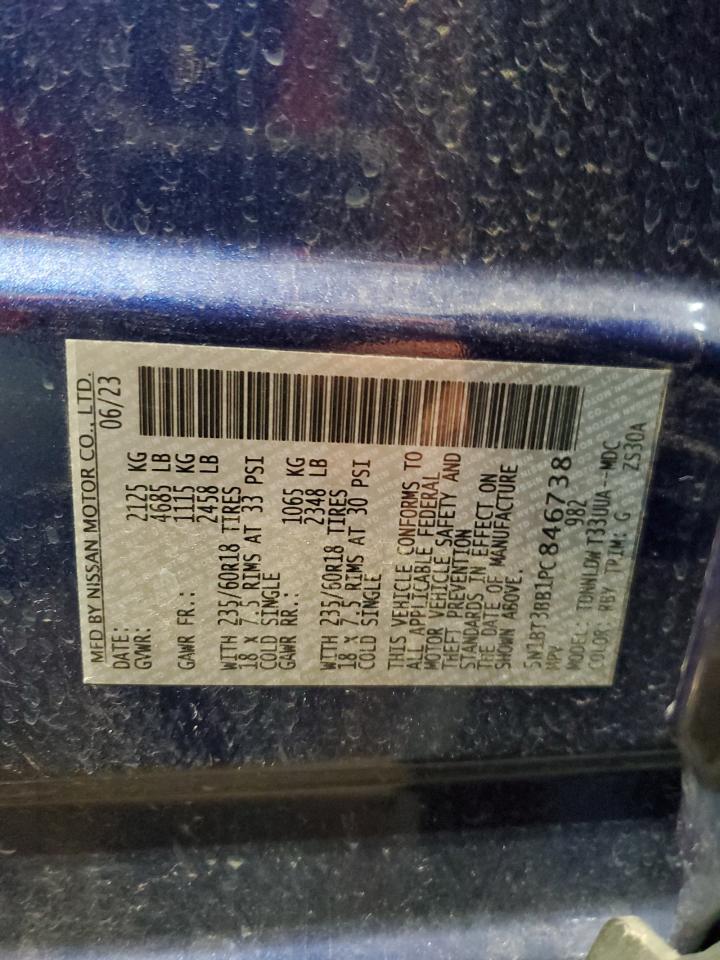 MFD BY NISSAN MOTOR CO., LTD.
DATE: 06/23
GVWR: 2125 KG
4685 LB
GAWR FR.: 1115 KG
2458 LB
WITH 235/60R18 TIRES
18 X 7.5 RIMS AT 33 PSI
COLD SINGLE
GAWR RR.: 1065 KG
2348 LB
WITH 235/60R18 TIRES
18 X 7.5 RIMS AT 30 PSI
COLD SINGLE
THIS VEHICLE CONFORMS TO
ALL APPLICABLE FEDERAL
MOTOR VEHICLE SAFETY AND
THEFT PREVENTION
STANDARDS IN EFFECT ON
THE DATE OF MANUFACTURE
SHOWN ABOVE.
5N1BT3BB1PC846738
MPV 982
MODEL: TDNNLDW T33UUA--MDC
COLOR: RBY TRIM: G ZS30A